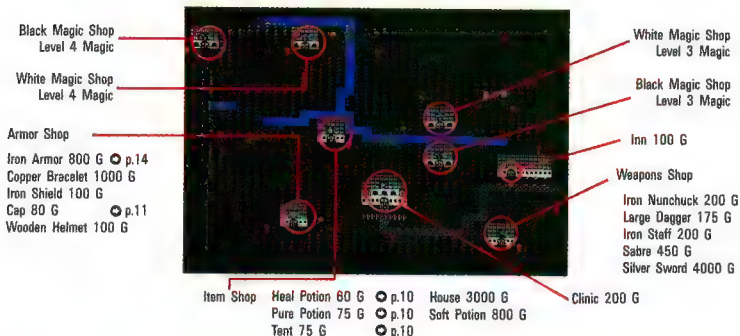 Black Magic Shop
Level 4 Magic
White Magic Shop
Level 4 Magic
Armor Shop
Iron Armor 800 G p.14
Copper Bracelet 1000 G
Iron Shield 100 G
Cap 80 G p.11
Wooden Helmet 100 G
White Magic Shop
Level 3 Magic
Black Magic Shop
Level 3 Magic
Inn 100 G
Weapons Shop
Iron Nunchuck 200 G
Large Dagger 175 G
Iron Staff 200 G
Sabre 450 G
Silver Sword 4000 G
Item Shop
Heal Potion 60 G p.10
Pure Potion 75 G p.10
Tent 75 G p.10
House 3000 G
Soft Potion 800 G
Clinic 200 G